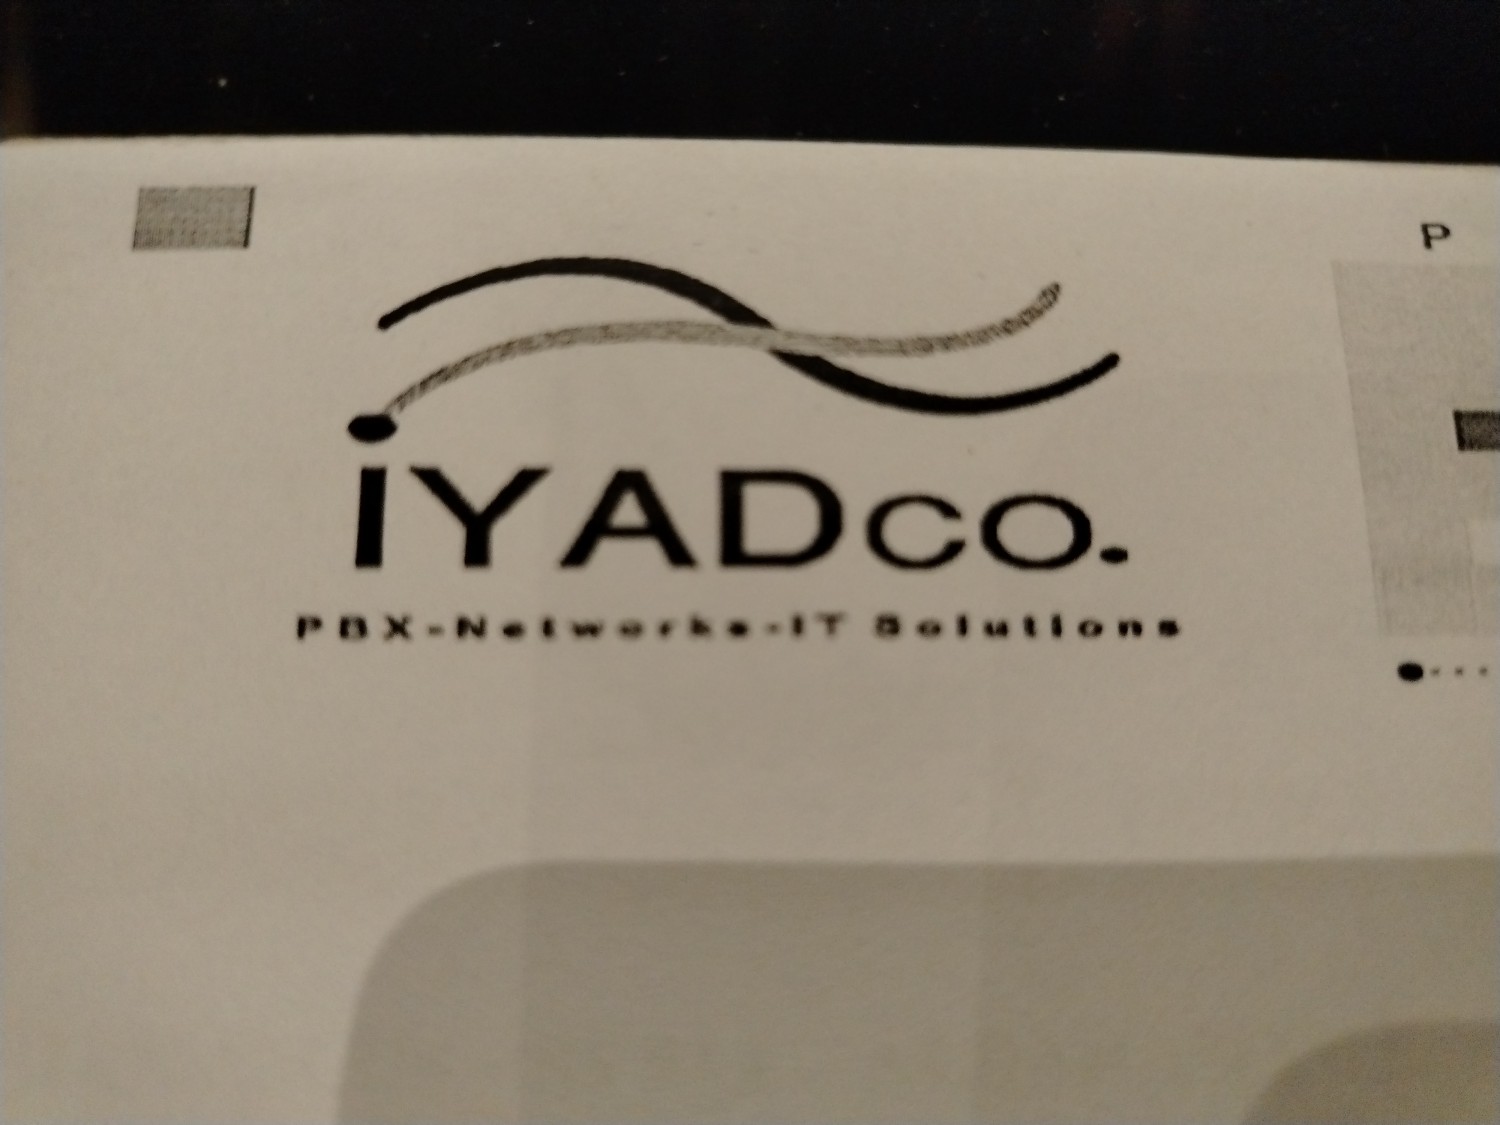 P
iYADco.
PBX-Networks-IT Solutions